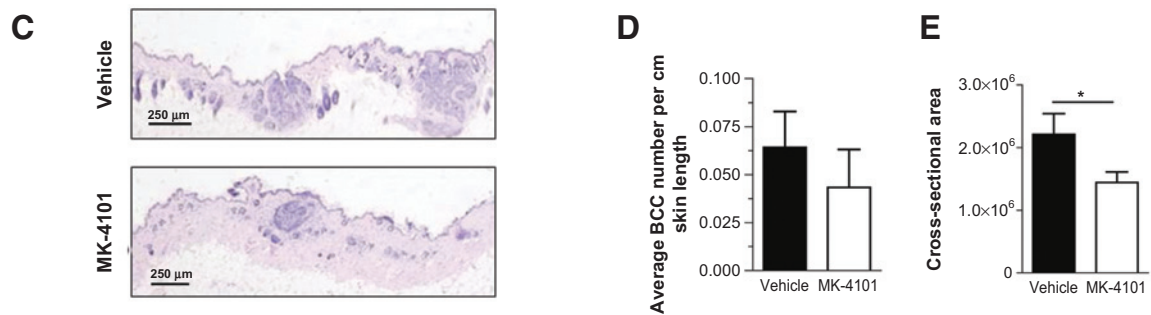 C
Vehicle
250 μm
MK-4101
250 μm
D
Average BCC number per cm
skin length
0.100
0.075
0.050
0.025
0.000
Vehicle MK-4101
E
Cross-sectional area
3.0×10⁶
2.0×10⁶
1.0×10⁶
0
*
Vehicle MK-4101